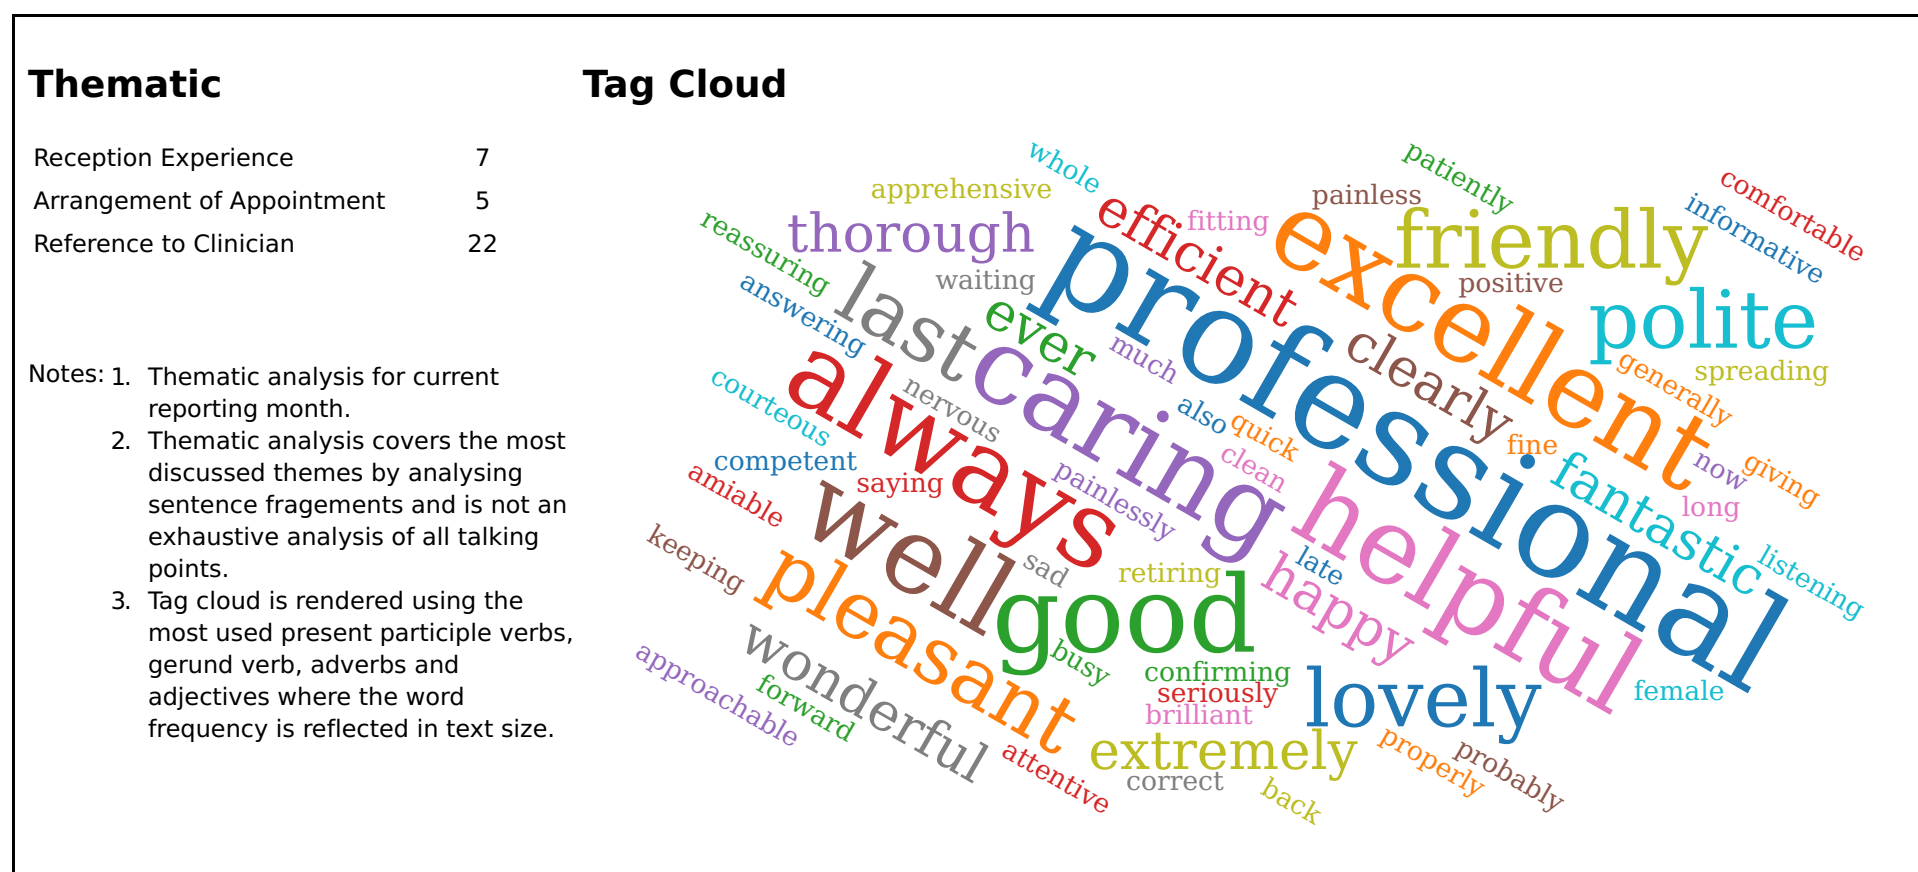 Thematic
Tag Cloud
Reception Experience 7
Arrangement of Appointment 5
Reference to Clinician 22
Notes: 1. Thematic analysis for current
reporting month.
2. Thematic analysis covers the most
discussed themes by analysing
sentence fragements and is not an
exhaustive analysis of all talking
points.
3. Tag cloud is rendered using the
most used present participle verbs,
gerund verb, adverbs and
adjectives where the word
frequency is reflected in text size.
whole
patiently
apprehensive
painless
comfortable
informative
reassuring
thorough
efficient
fitting
excellent
friendly
waiting
positive
answering
last
ever
professional
polite
much
clearly
generally
spreading
courteous
always
nervous
caring
also
quick
fine
clean
competent
saying
painlessly
helpful
fantastic
now
giving
long
amiable
well
keeping
pleasant
sad
retiring
late
happy
listening
good
wonderful
busy
approachable
forward
confirming
seriously
brilliant
lovely
female
attentive
extremely
correct
back
properly
probably